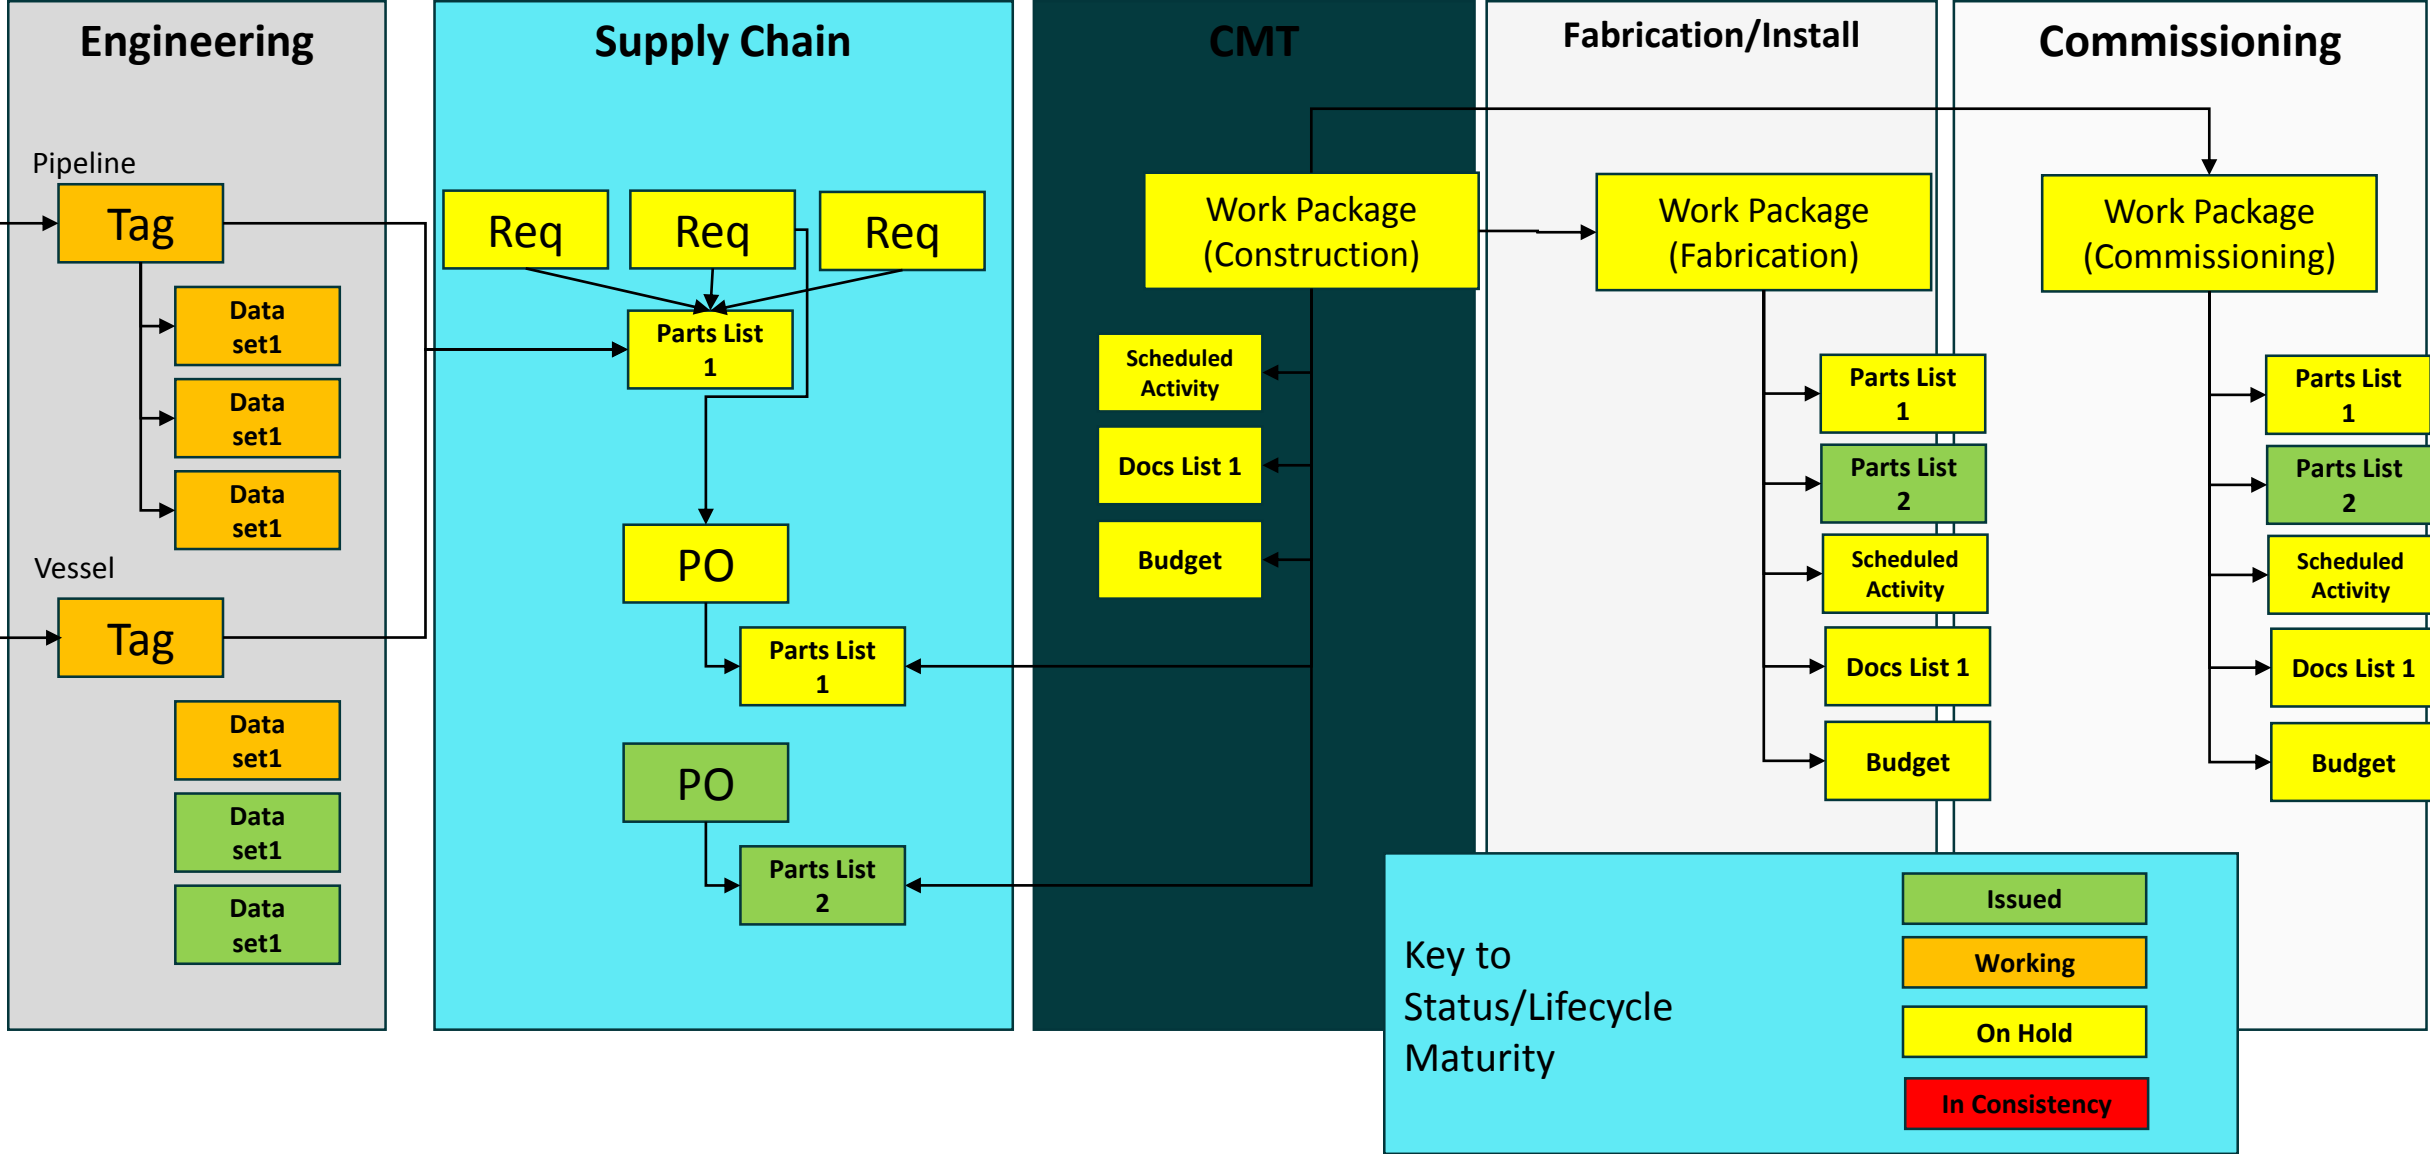 Engineering
Supply Chain
CMT
Fabrication/Install
Commissioning
Pipeline
Tag
Data
set1
Data
set1
Data
set1
Vessel
Tag
Data
set1
Data
set1
Data
set1
Req
Req
Req
Parts List
1
PO
Parts List
1
PO
Parts List
2
Work Package
(Construction)
Scheduled
Activity
Docs List 1
Budget
Work Package
(Fabrication)
Parts List
1
Parts List
2
Scheduled
Activity
Docs List 1
Budget
Work Package
(Commissioning)
Parts List
1
Parts List
2
Scheduled
Activity
Docs List 1
Budget
Key to
Status/Lifecycle
Maturity
Issued
Working
On Hold
In Consistency